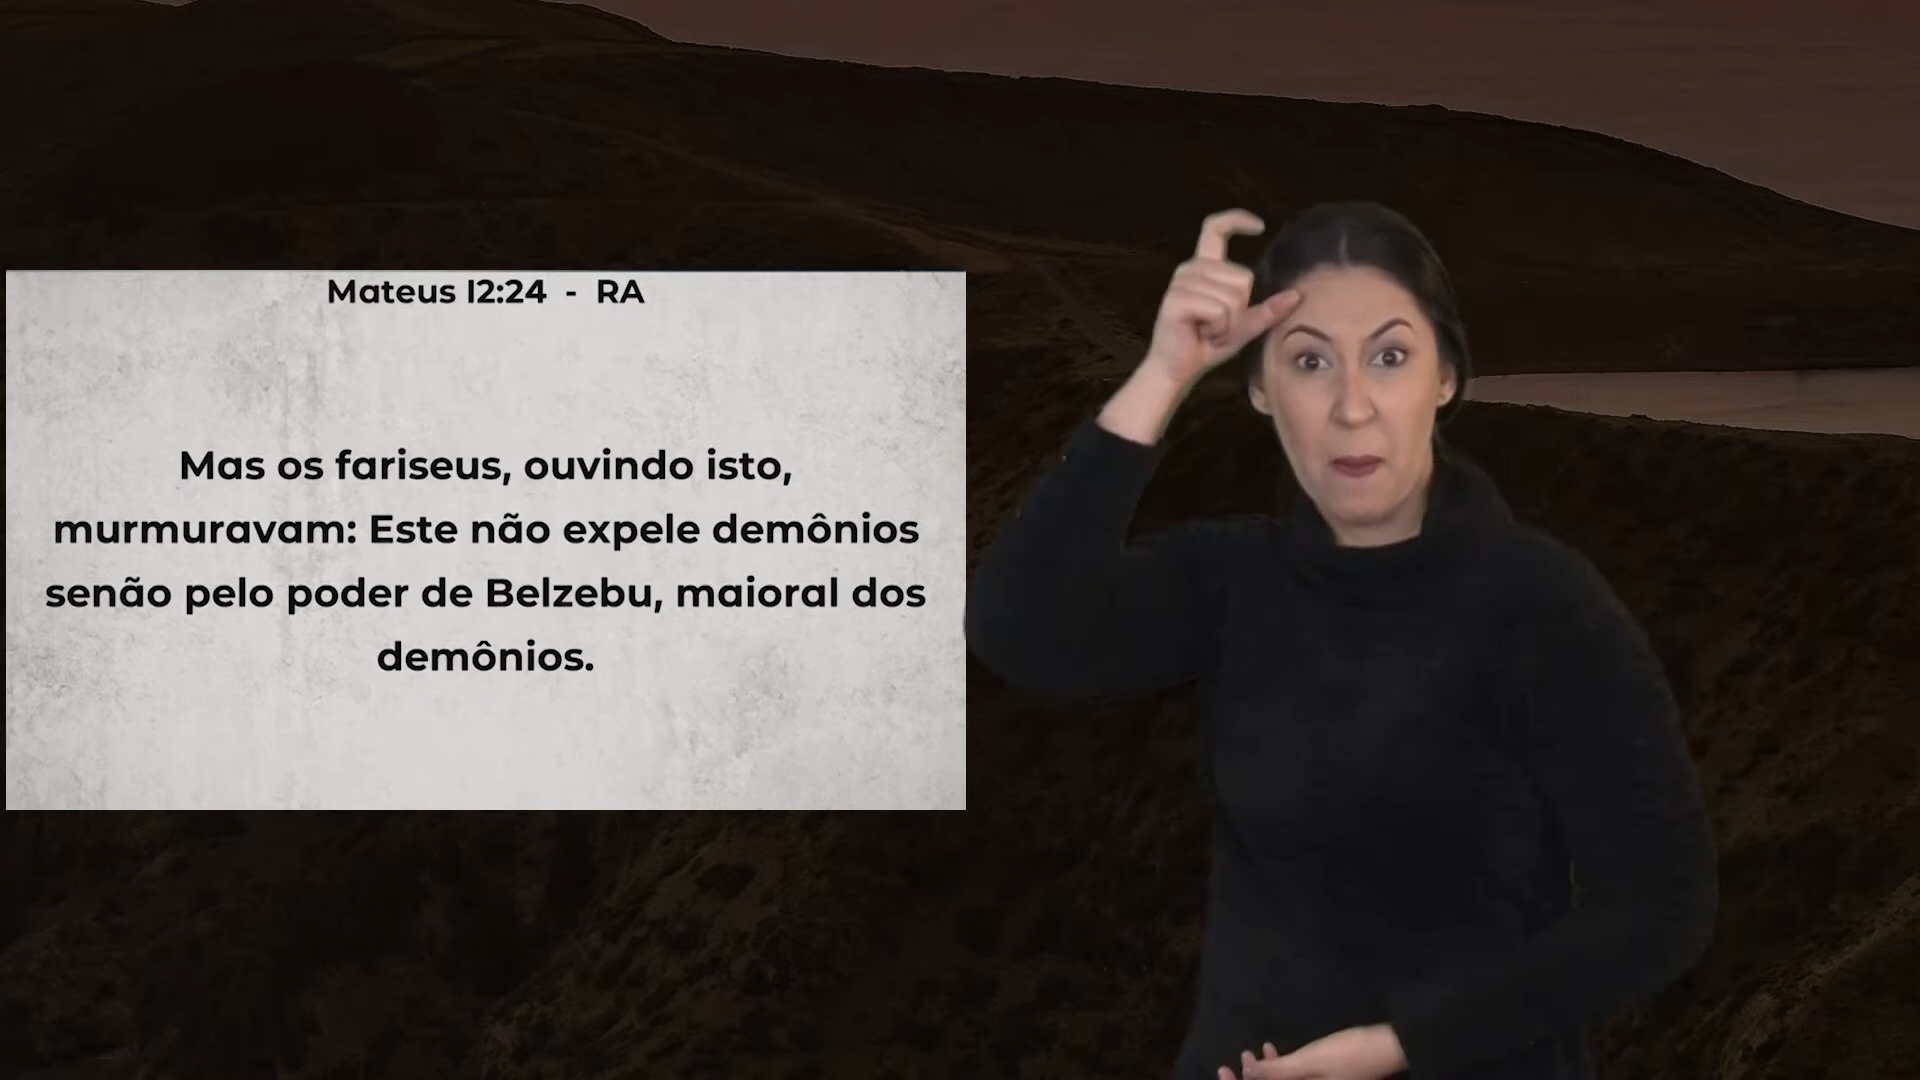 Mateus I2:24 - RA
Mas os fariseus, ouvindo isto,
murmuravam: Este não expele demônios
senão pelo poder de Belzebu, maioral dos
demônios.